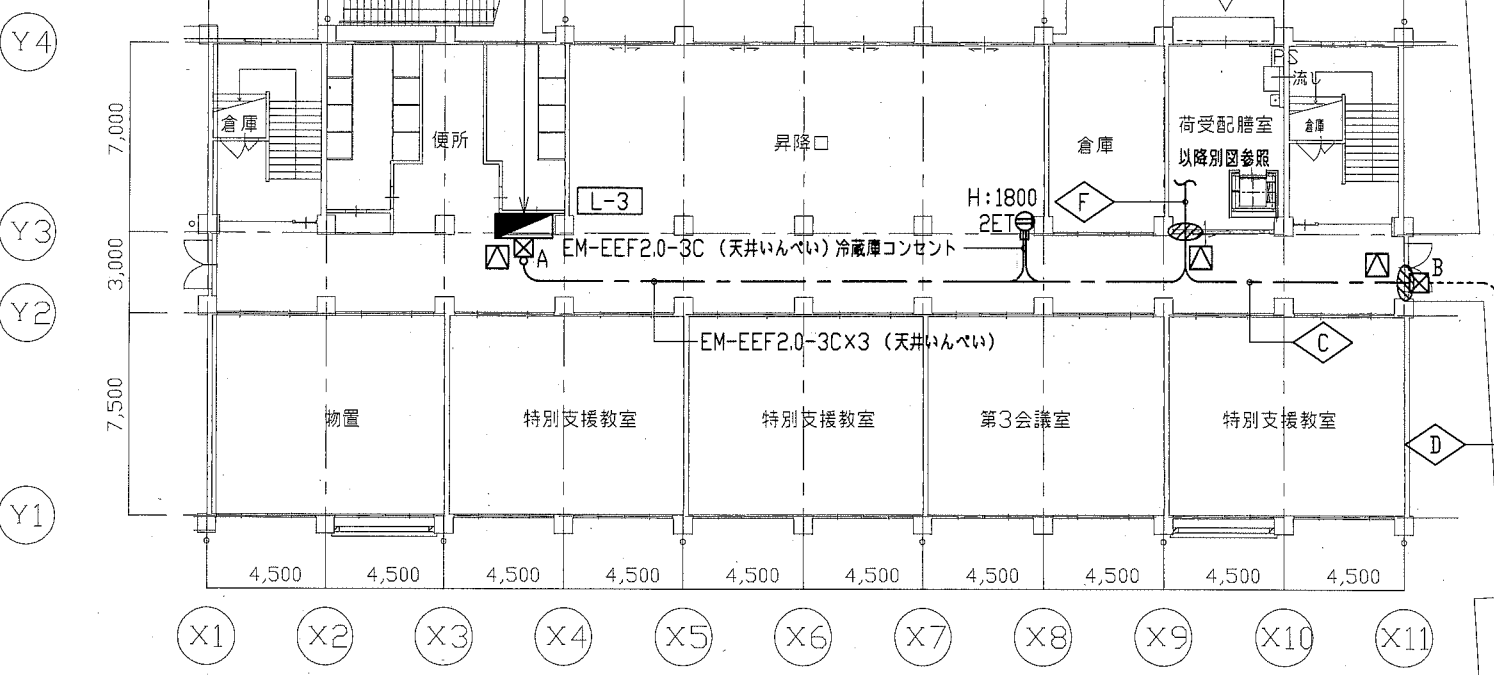 Y4
PS
流し
7,000
倉庫
便所
昇降口
倉庫
荷受配膳室
以降別図参照
倉庫
L-3
H:1800
2ET
F
Y3
3,000
A
EM-EEF2.0-3C (天井いんぺい) 冷蔵庫コンセント
B
Y2
EM-EEF2.0-3C×3 (天井いんぺい)
C
7,500
物置
特別支援教室
特別支援教室
第3会議室
特別支援教室
D
Y1
4,500
4,500
4,500
4,500
4,500
4,500
4,500
4,500
4,500
4,500
X1
X2
X3
X4
X5
X6
X7
X8
X9
X10
X11